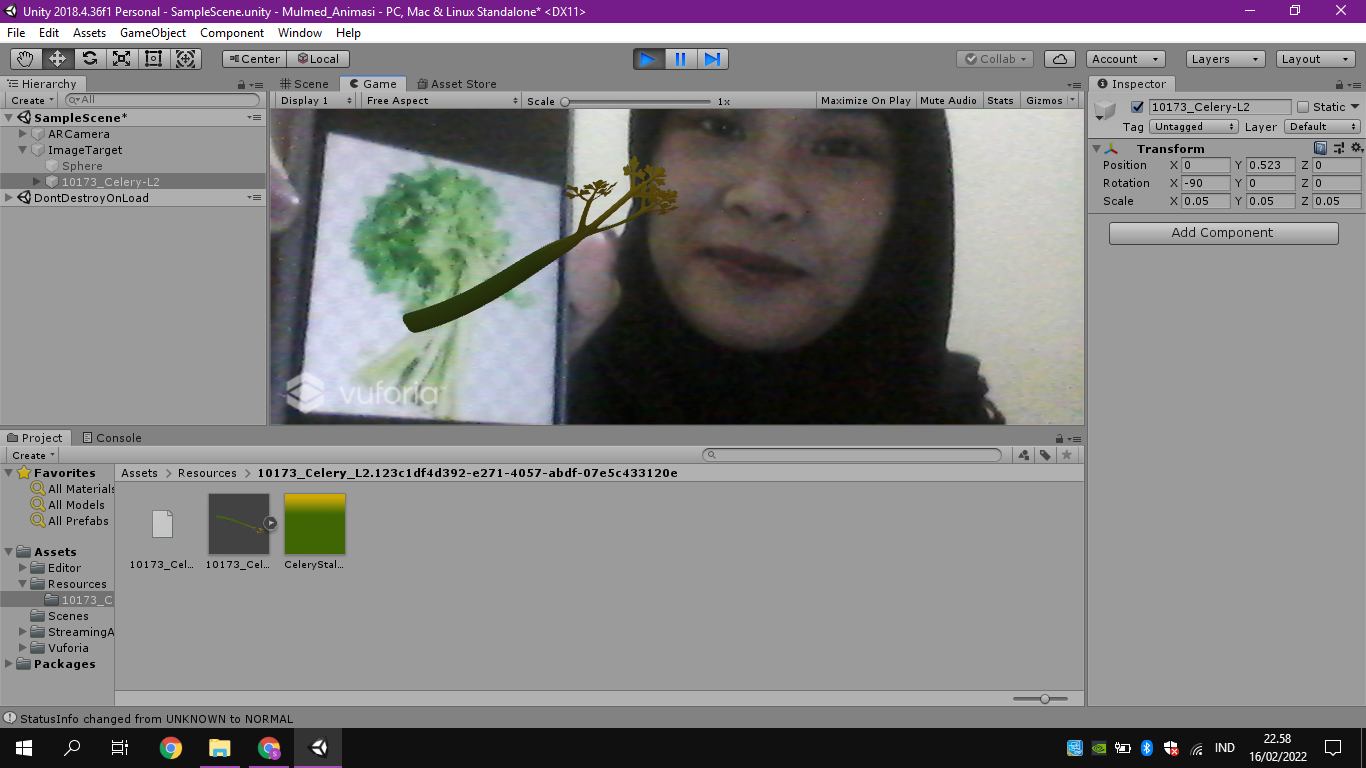 Unity 2018.4.36f1 Personal - SampleScene.unity - Mulmed_Animasi - PC, Mac & Linux Standalone* <DX11>
File Edit Assets GameObject Component Window Help
Center Local Collab Account Layers Layout
Hierarchy
Create All
SampleScene*
ARCamera
ImageTarget
Sphere
10173_Celery-L2
DontDestroyOnLoad
Scene Game Asset Store
Display 1 Free Aspect Scale 1x Maximize On Play Mute Audio Stats Gizmos
vuforia
Inspector
10173_Celery-L2 Static
Tag Untagged Layer Default
Transform
Position X 0 Y 0.523 Z 0
Rotation X -90 Y 0 Z 0
Scale X 0.05 Y 0.05 Z 0.05
Add Component
Project Console
Create
Favorites
All Materials
All Models
All Prefabs
Assets
Editor
Resources
10173_C
Scenes
StreamingA
Vuforia
Packages
Assets > Resources > 10173_Celery_L2.123c1df4d392-e271-4057-abdf-07e5c433120e
10173_Cel... 10173_Cel... CeleryStal...
StatusInfo changed from UNKNOWN to NORMAL
IND
22.58
16/02/2022